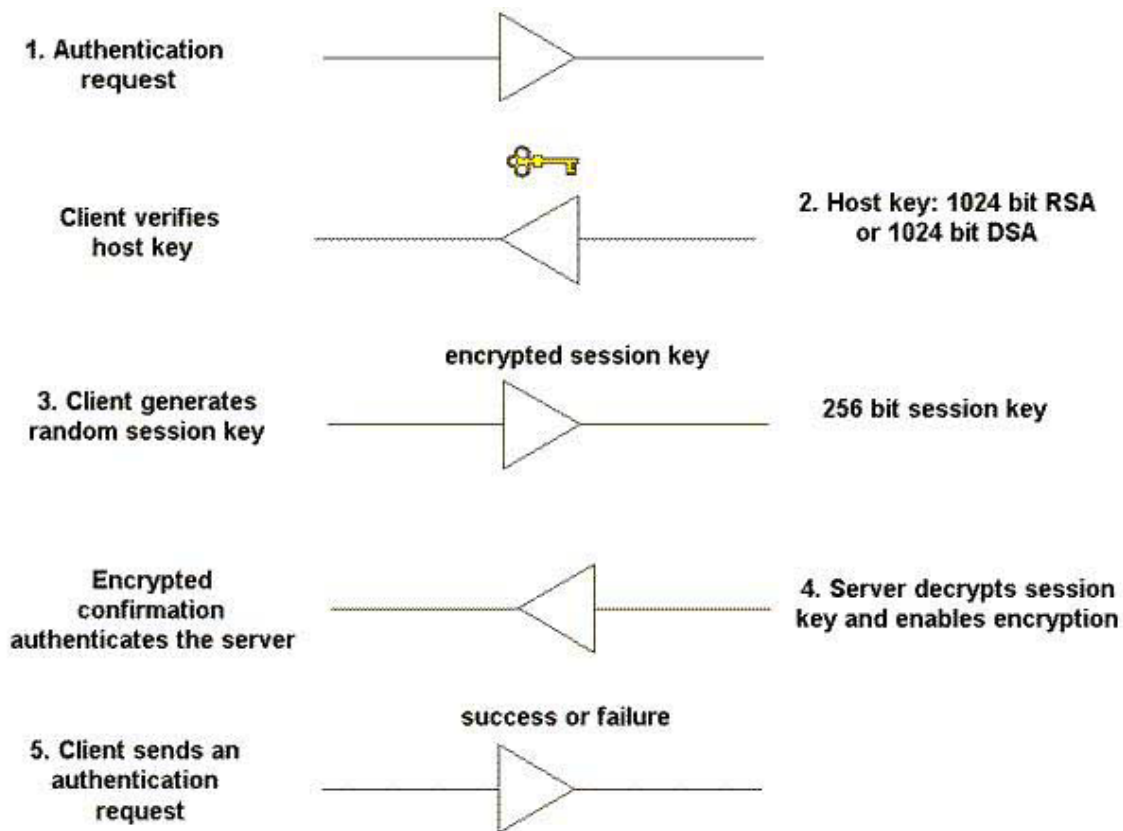 1. Authentication
request
Client verifies
host key
2. Host key: 1024 bit RSA
or 1024 bit DSA
encrypted session key
3. Client generates
random session key
256 bit session key
Encrypted
confirmation
authenticates the server
4. Server decrypts session
key and enables encryption
success or failure
5. Client sends an
authentication
request